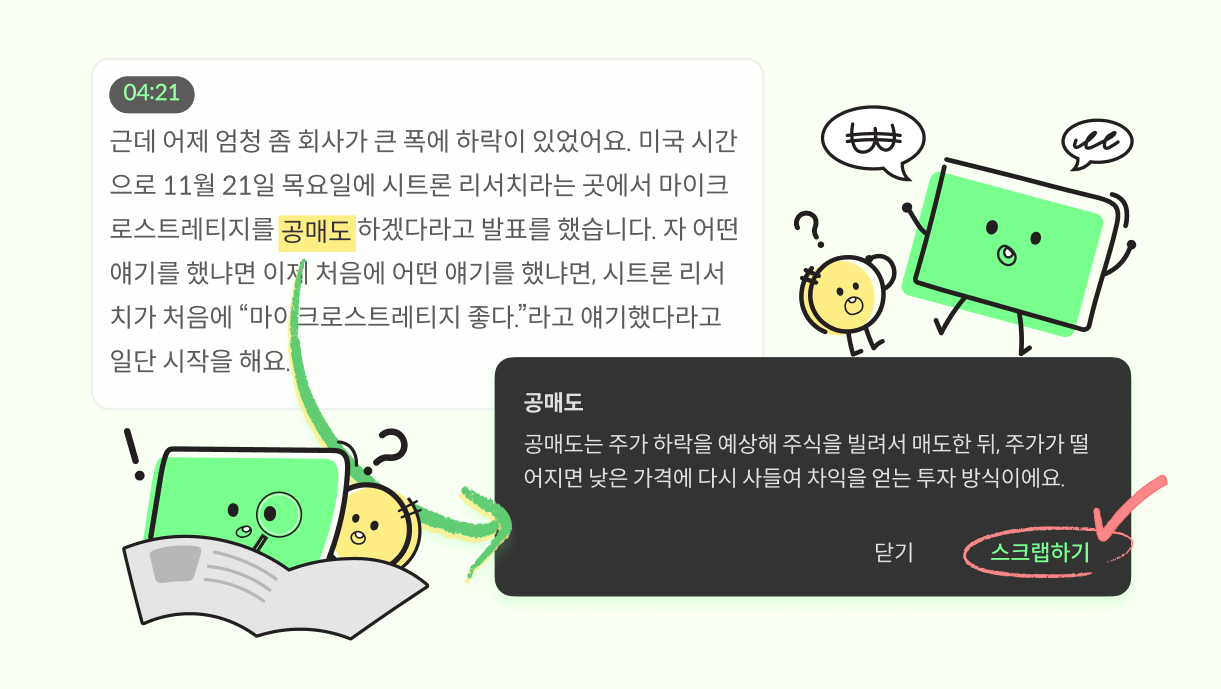 04:21
근데 어제 엄청 좀 회사가 큰 폭에 하락이 있었어요. 미국 시간
으로 11월 21일 목요일에 시트론 리서치라는 곳에서 마이크
로스트레티지를 공매도 하겠다라고 발표를 했습니다. 자 어떤
얘기를 했냐면 이제 처음에 어떤 얘기를 했냐면, 시트론 리서
치가 처음에 “마이크로스트레티지 좋다.”라고 얘기했다라고
일단 시작을 해요.
₩
?
!
?
공매도
공매도는 주가 하락을 예상해 주식을 빌려서 매도한 뒤, 주가가 떨
어지면 낮은 가격에 다시 사들여 차익을 얻는 투자 방식이에요.
닫기 스크랩하기